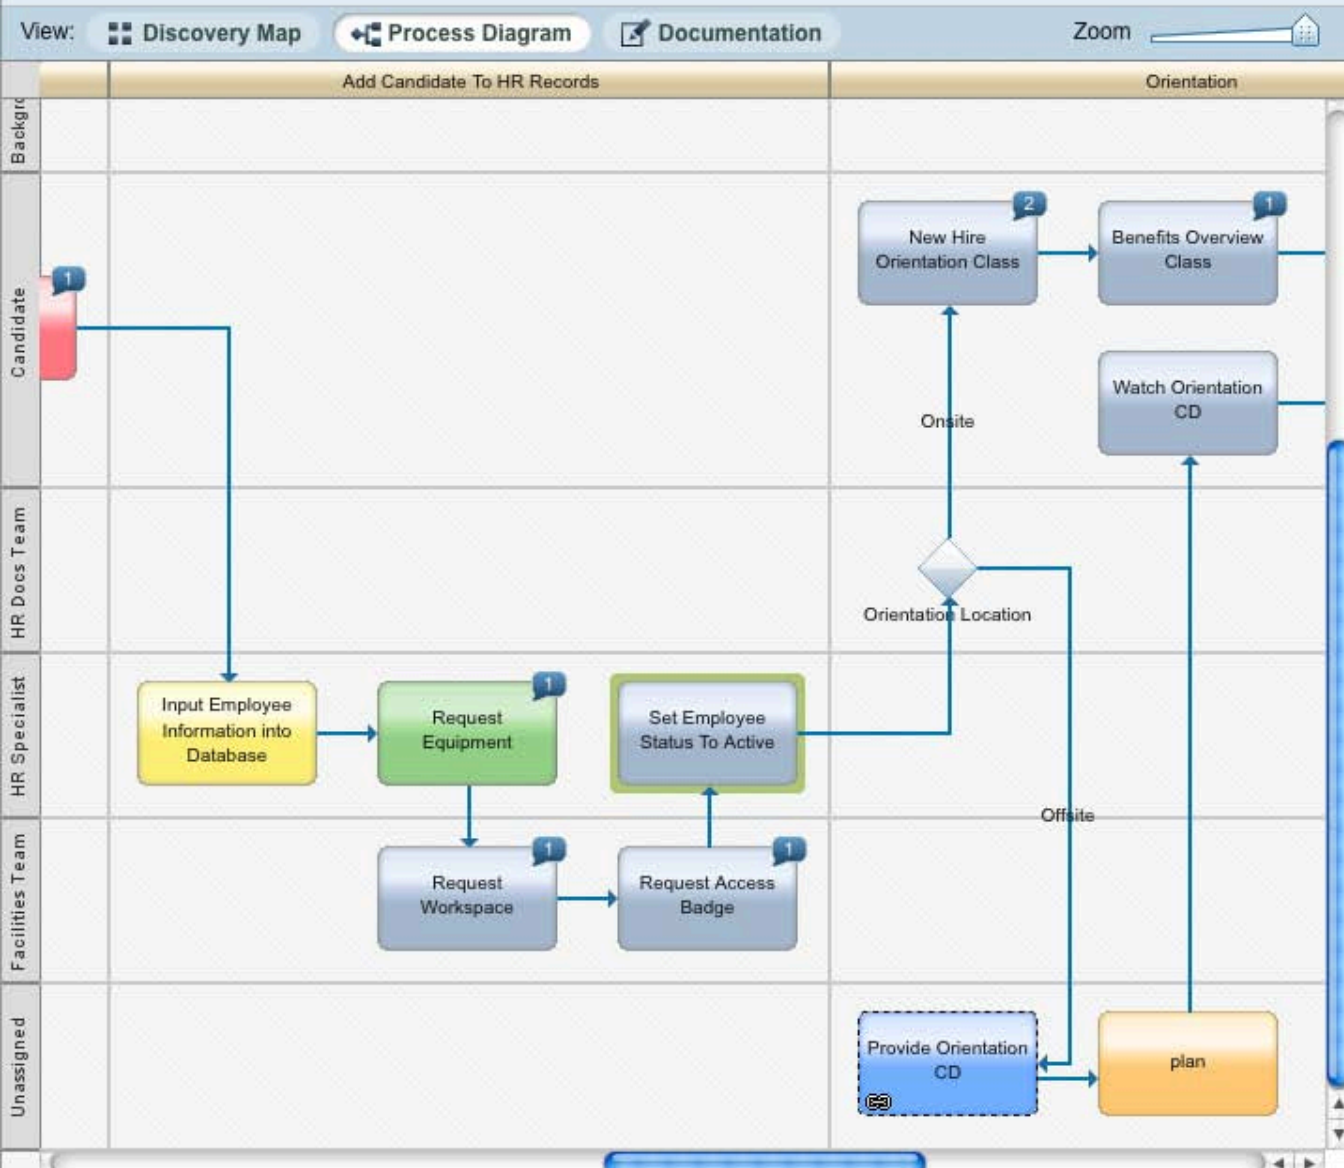 View:
Discovery Map
Process Diagram
Documentation
Zoom
Add Candidate To HR Records
Orientation
Candidate
HR Docs Team
HR Specialist
Facilities Team
Unassigned
1
2
New Hire
Orientation Class
1
Benefits Overview
Class
Watch Orientation
CD
Onsite
Orientation Location
Input Employee
Information into
Database
1
Request
Equipment
Set Employee
Status To Active
Offsite
1
Request
Workspace
1
Request Access
Badge
Provide Orientation
CD
plan